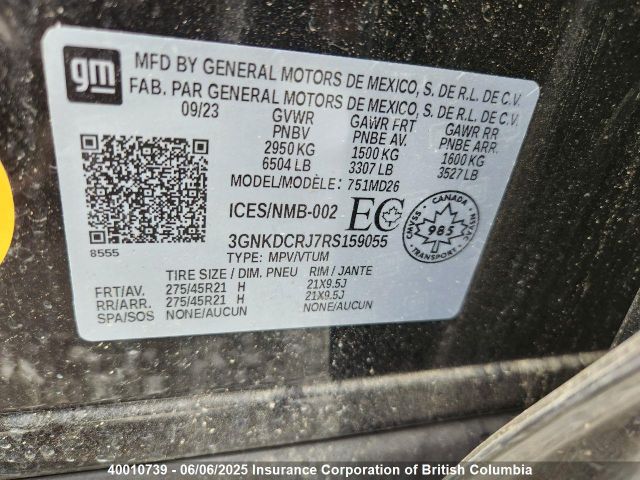 gm
MFD BY GENERAL MOTORS DE MEXICO, S. DE R.L. DE C.V.
FAB. PAR GENERAL MOTORS DE MEXICO, S. DE R.L. DE C.V.
09/23 GVWR GAWR FRT GAWR RR
PNBV PNBE AV. PNBE ARR.
2950 KG 1500 KG 1600 KG
6504 LB 3307 LB 3527 LB
MODEL/MODÈLE: 751MD26
ICES/NMB-002 EC
CANADA
985
TRANSPORT
8555
3GNKDCRJ7RS159055
TYPE: MPV/VTUM
TIRE SIZE / DIM. PNEU RIM / JANTE
FRT/AV. 275/45R21 H 21X9.5J
RR/ARR. 275/45R21 H 21X9.5J
SPA/SOS NONE/AUCUN NONE/AUCUN
40010739 - 06/06/2025 Insurance Corporation of British Columbia